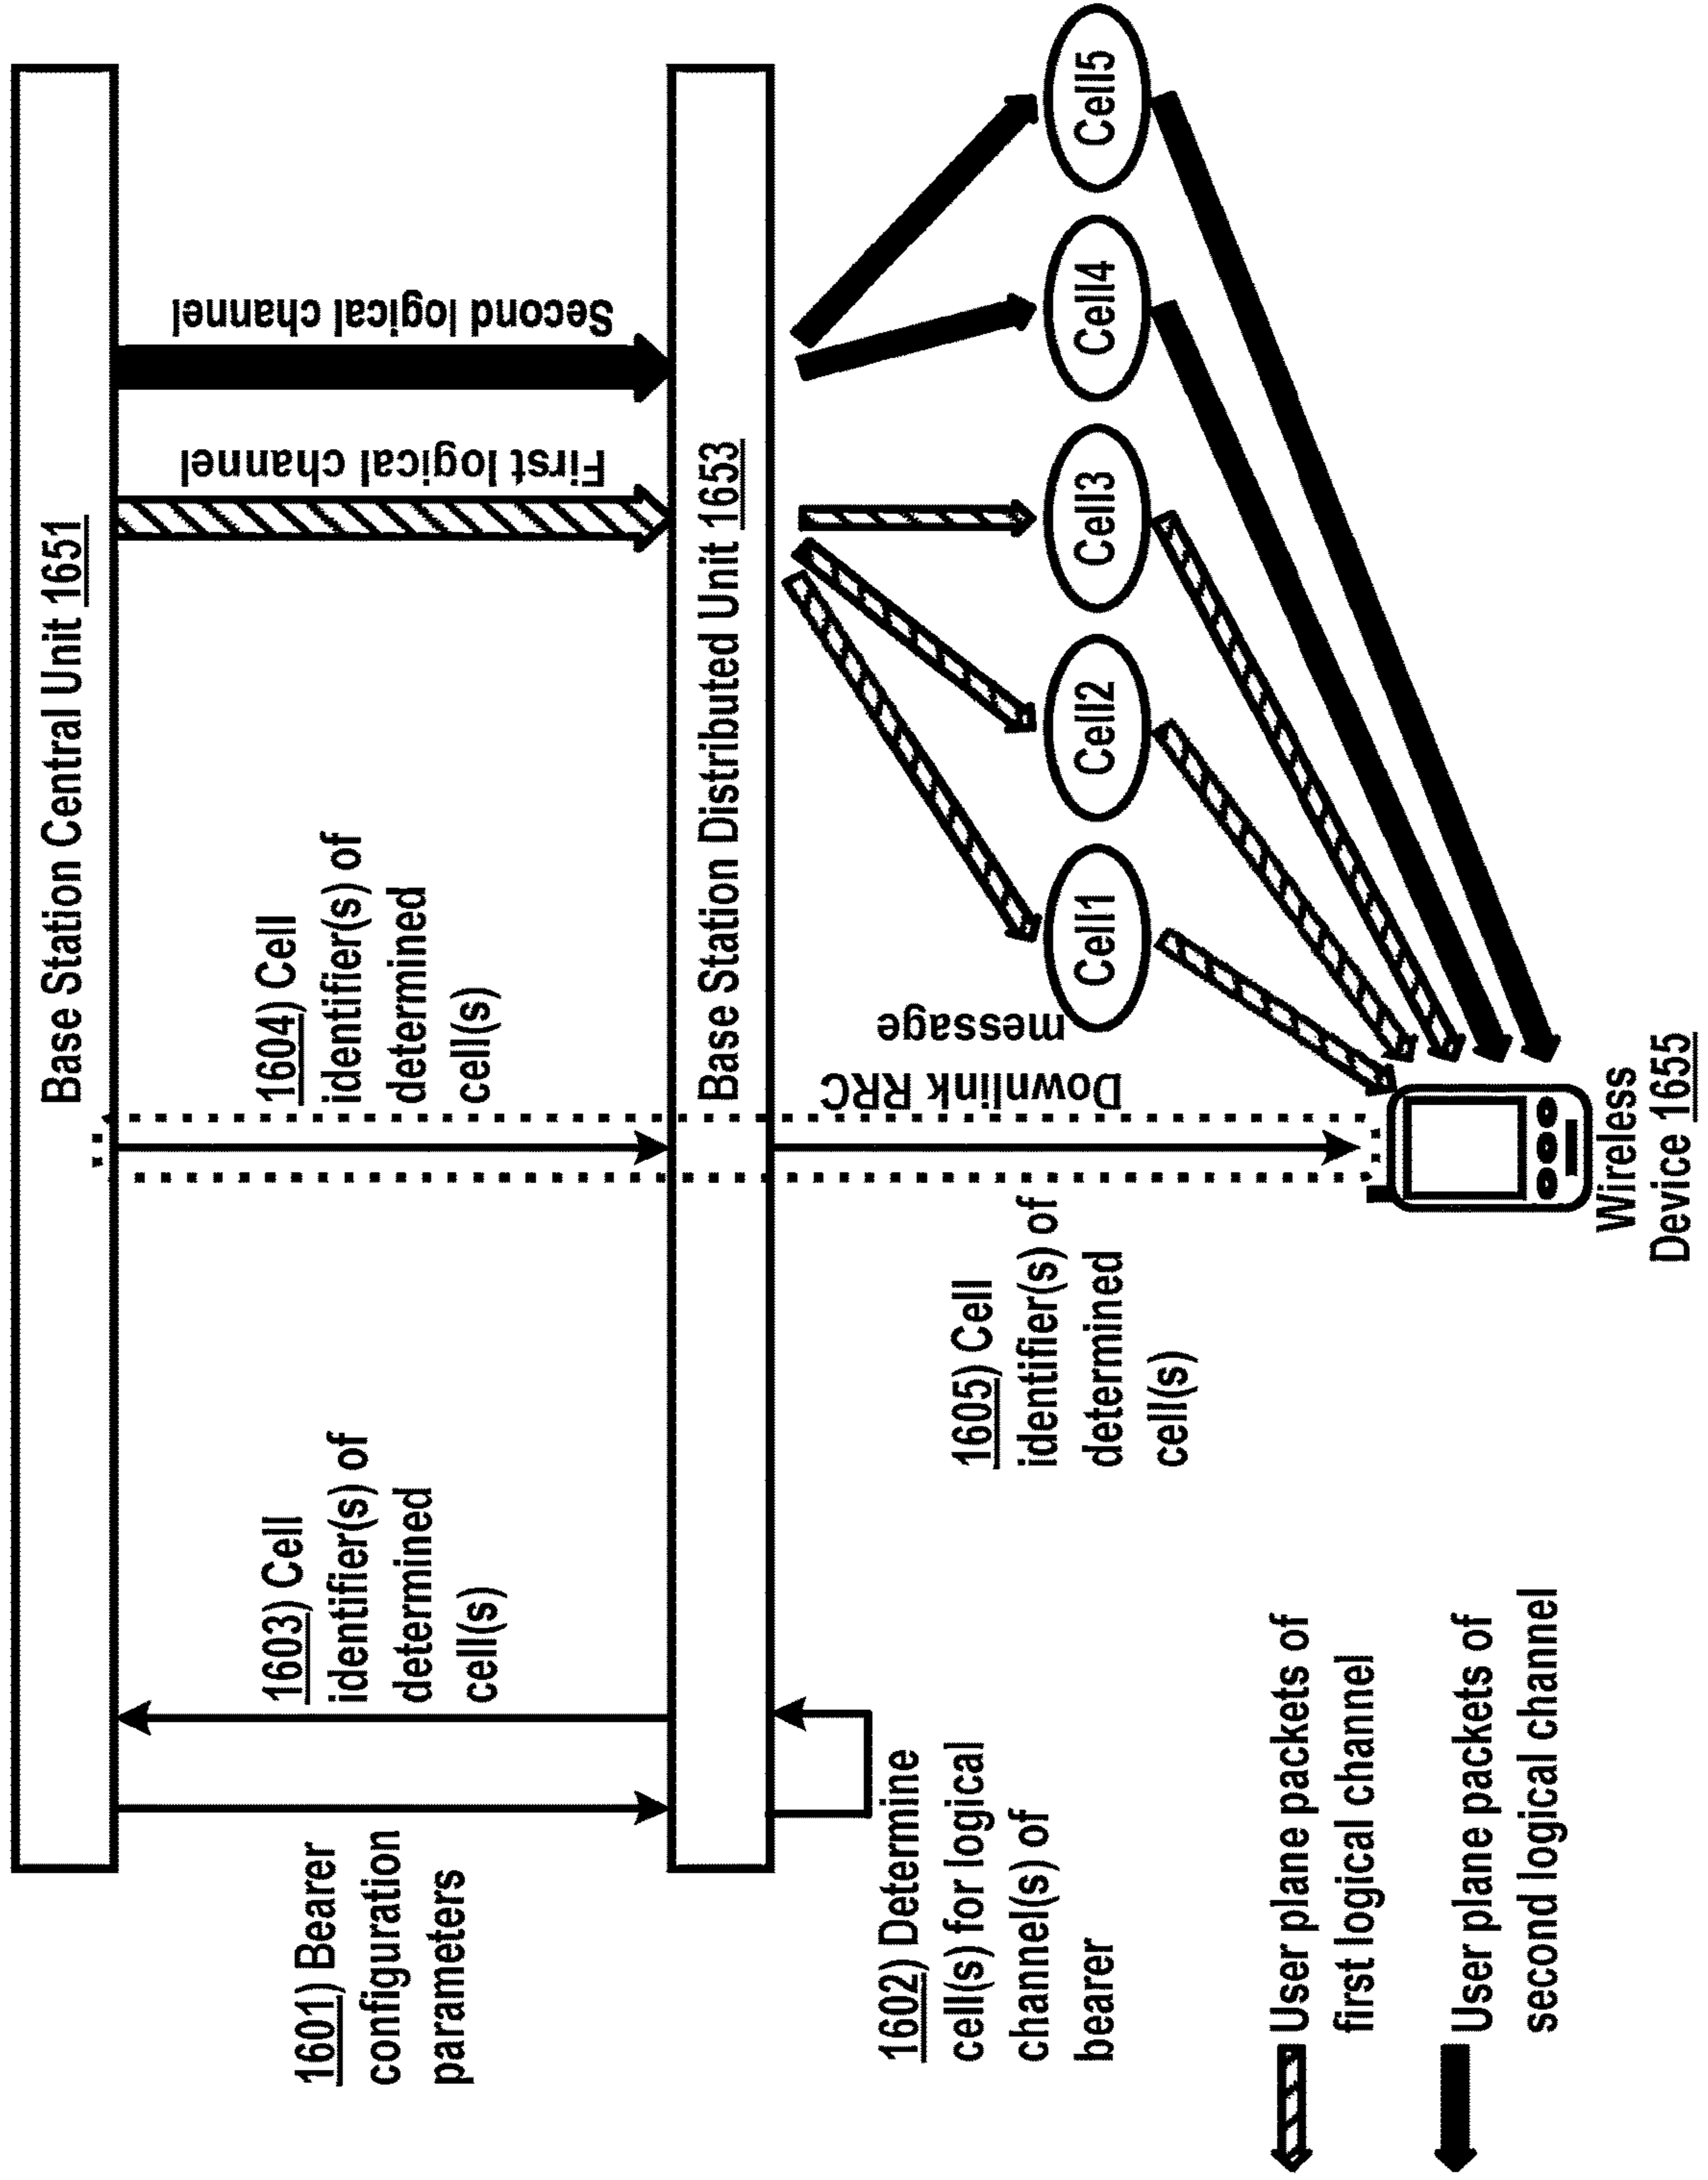 Base Station Central Unit 1651
1601) Bearer
configuration
parameters
1603) Cell
identifier(s) of
determined
cell(s)
1604) Cell
identifier(s) of
determined
cell(s)
First logical channel
Second logical channel
Base Station Distributed Unit 1653
1602) Determine
cell(s) for logical
channel(s) of
bearer
1605) Cell
identifier(s) of
determined
cell(s)
Downlink RRC
message
Cell1
Cell2
Cell3
Cell4
Cell5
Wireless
Device 1655
User plane packets of
first logical channel
User plane packets of
second logical channel